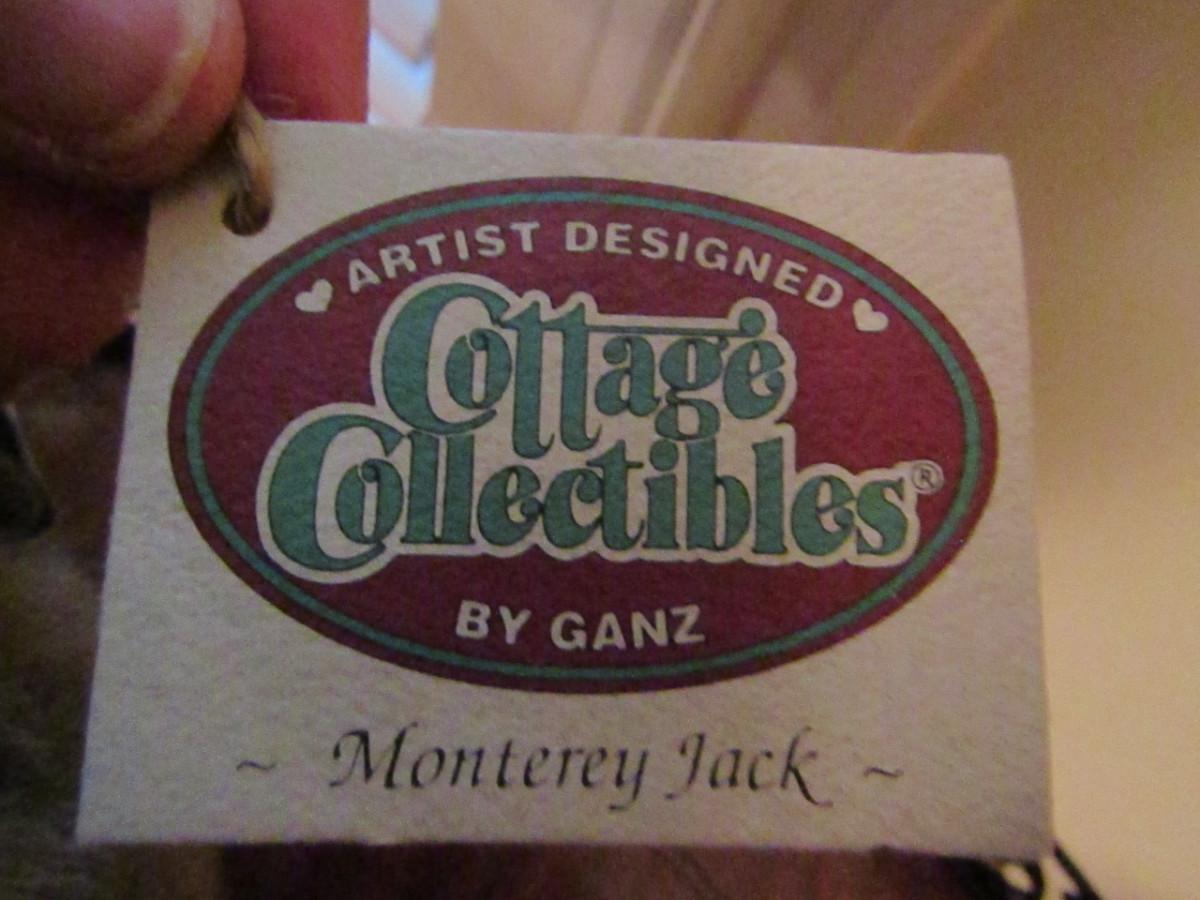 ARTIST DESIGNED
Cottage
Collectibles®
BY GANZ
~ Monterey Jack ~